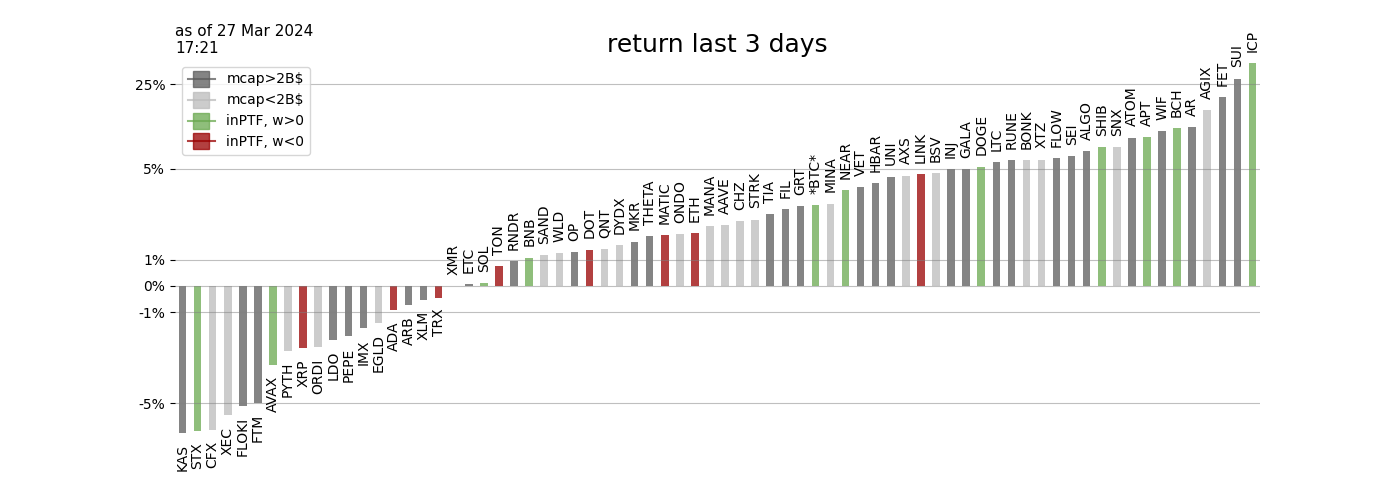 as of 27 Mar 2024
17:21
return last 3 days
mcap>2B$
mcap<2B$
inPTF, w>0
inPTF, w<0
25%
5%
1%
0%
-1%
-5%
KAS
STX
CFX
XEC
FLOKI
FTM
AVAX
PYTH
XRP
ORDI
LDO
PEPE
IMX
EGLD
ADA
ARB
XLM
TRX
XMR
ETC
SOL
TON
RNDR
BNB
SAND
WLD
OP
DOT
QNT
DYDX
MKR
THETA
MATIC
ONDO
ETH
MANA
AAVE
CHZ
STRK
TIA
FIL
GRT
*BTC*
MINA
NEAR
VET
HBAR
UNI
AXS
LINK
BSV
INJ
GALA
DOGE
LTC
RUNE
BONK
XTZ
FLOW
SEI
ALGO
SHIB
SNX
ATOM
APT
WIF
BCH
AR
AGIX
FET
SUI
ICP